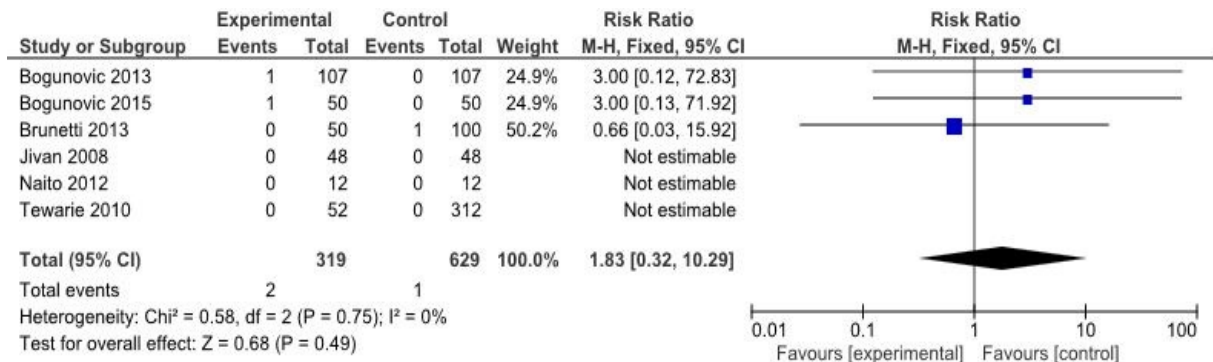 Experimental Control Risk Ratio Risk Ratio
Study or Subgroup Events Total Events Total Weight M-H, Fixed, 95% CI M-H, Fixed, 95% CI
Bogunovic 2013 1 107 0 107 24.9% 3.00 [0.12, 72.83]
Bogunovic 2015 1 50 0 50 24.9% 3.00 [0.13, 71.92]
Brunetti 2013 0 50 1 100 50.2% 0.66 [0.03, 15.92]
Jivan 2008 0 48 0 48 Not estimable
Naito 2012 0 12 0 12 Not estimable
Tewarie 2010 0 52 0 312 Not estimable
Total (95% CI) 319 629 100.0% 1.83 [0.32, 10.29]
Total events 2 1
Heterogeneity: Chi² = 0.58, df = 2 (P = 0.75); I² = 0%
Test for overall effect: Z = 0.68 (P = 0.49)
0.01 0.1 1 10 100
Favours [experimental] Favours [control]